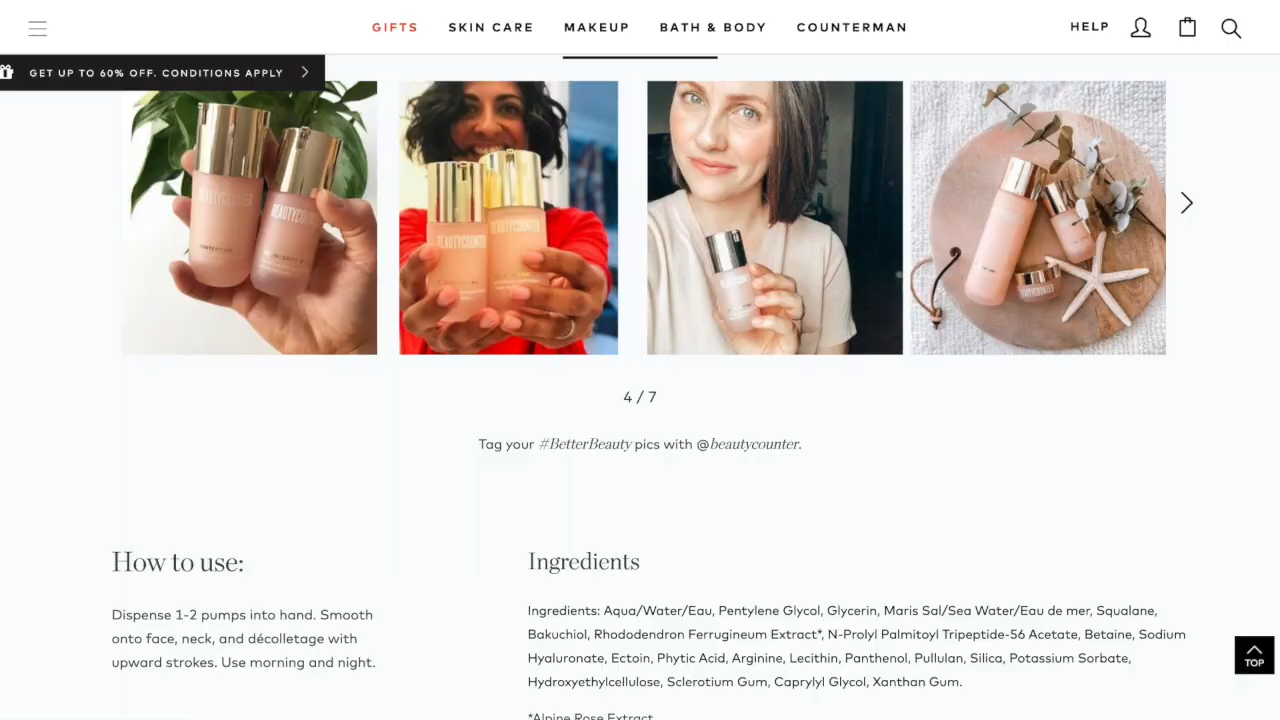 GIFTS
SKIN CARE
MAKEUP
BATH & BODY
COUNTERMAN
HELP
GET UP TO 60% OFF. CONDITIONS APPLY
BEAUTYCOUNTER
BEAUTYCOUNTER
BEAUTYCOUNTER
BEAUTYCOUNTER
4 / 7
Tag your #BetterBeauty pics with @beautycounter.
How to use:
Dispense 1-2 pumps into hand. Smooth
onto face, neck, and décolletage with
upward strokes. Use morning and night.
Ingredients
Ingredients: Aqua/Water/Eau, Pentylene Glycol, Glycerin, Maris Sal/Sea Water/Eau de mer, Squalane,
Bakuchiol, Rhododendron Ferrugineum Extract*, N-Prolyl Palmitoyl Tripeptide-56 Acetate, Betaine, Sodium
Hyaluronate, Ectoin, Phytic Acid, Arginine, Lecithin, Panthenol, Pullulan, Silica, Potassium Sorbate,
Hydroxyethylcellulose, Sclerotium Gum, Caprylyl Glycol, Xanthan Gum.
*Alpine Rose Extract
TOP